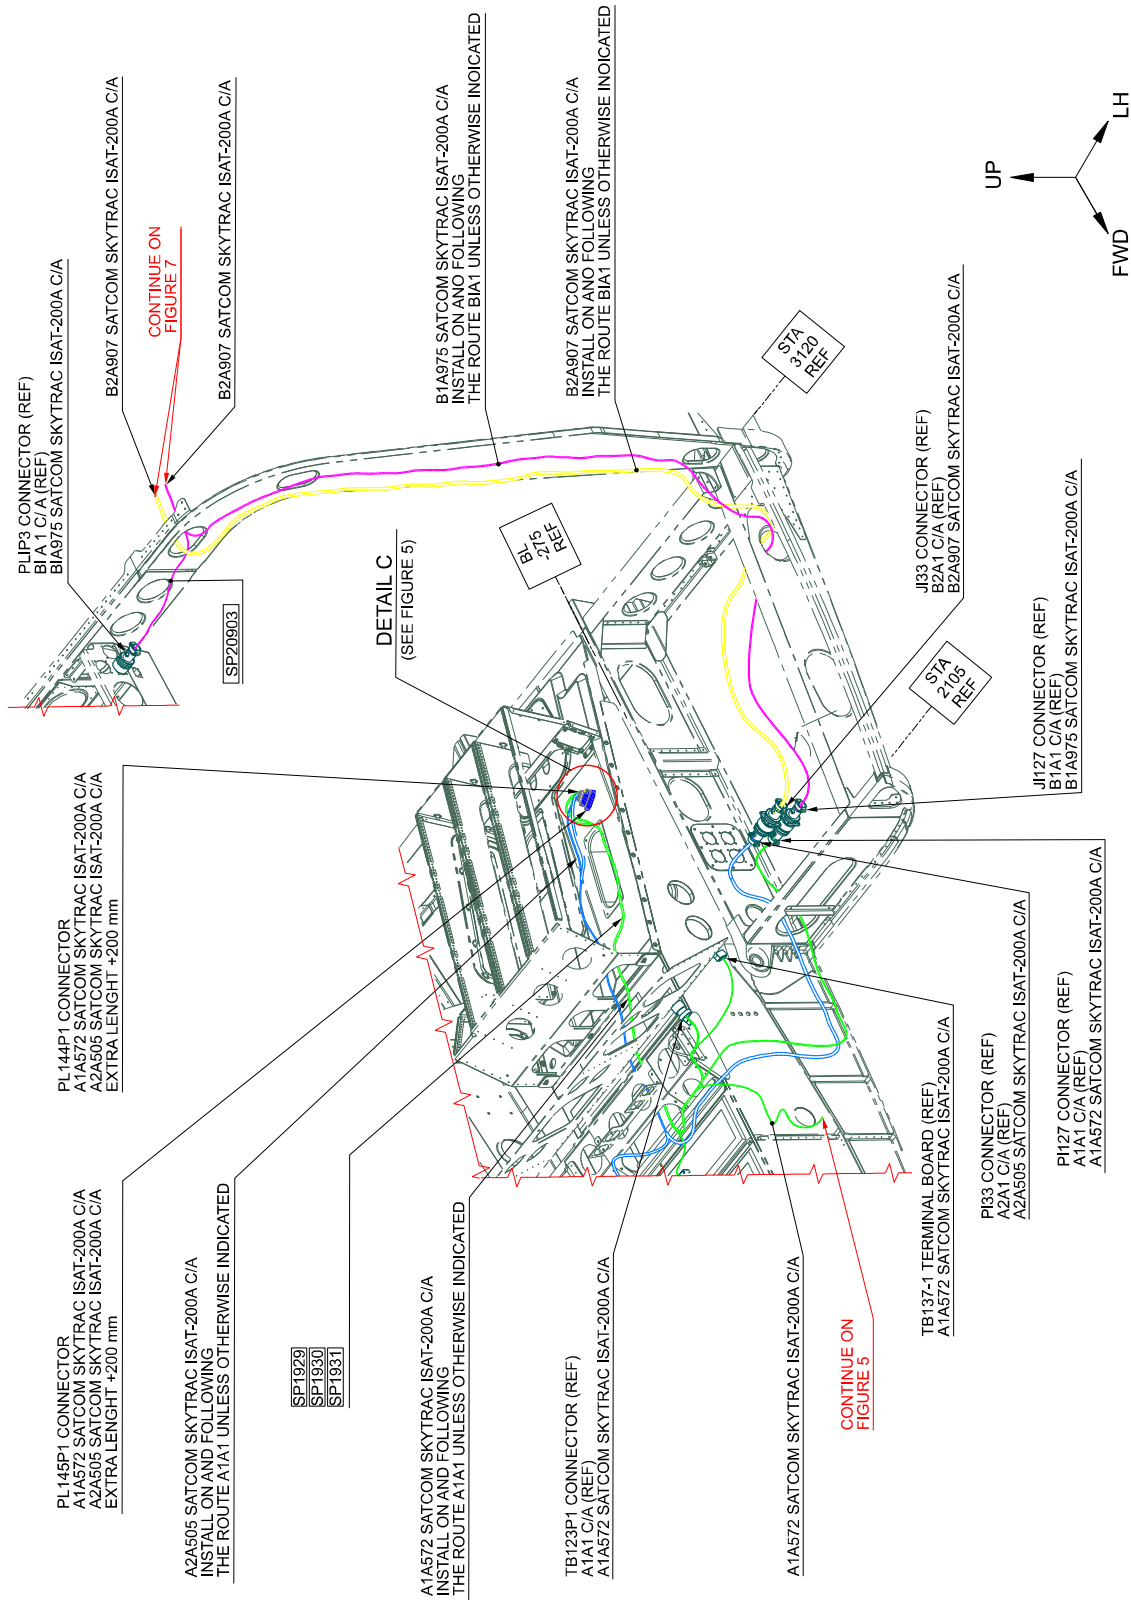 PLIP3 CONNECTOR (REF)
BIA 1 C/A (REF)
BIA975 SATCOM SKYTRAC ISAT-200A C/A
B2A907 SATCOM SKYTRAC ISAT-200A C/A
CONTINUE ON
FIGURE 7
B2A907 SATCOM SKYTRAC ISAT-200A C/A
SP20903
B1A975 SATCOM SKYTRAC ISAT-200A C/A
INSTALL ON ANO FOLLOWING
THE ROUTE BIA1 UNLESS OTHERWISE INOICATED
B2A907 SATCOM SKYTRAC ISAT-200A C/A
INSTALL ON ANO FOLLOWING
THE ROUTE BIA1 UNLESS OTHERWISE INOICATED
UP
LH
FWD
STA
3120
REF
BL
275
REF
DETAIL C
(SEE FIGURE 5)
STA
2105
REF
JI33 CONNECTOR (REF)
B2A1 C/A (REF)
B2A907 SATCOM SKYTRAC ISAT-200A C/A
JI127 CONNECTOR (REF)
B1A1 C/A (REF)
B1A975 SATCOM SKYTRAC ISAT-200A C/A
PL144P1 CONNECTOR
A1A572 SATCOM SKYTRAC ISAT-200A C/A
A2A505 SATCOM SKYTRAC ISAT-200A C/A
EXTRA LENGHT +200 mm
PL145P1 CONNECTOR
A1A572 SATCOM SKYTRAC ISAT-200A C/A
A2A505 SATCOM SKYTRAC ISAT-200A C/A
EXTRA LENGHT +200 mm
A2A505 SATCOM SKYTRAC ISAT-200A C/A
INSTALL ON AND FOLLOWING
THE ROUTE A1A1 UNLESS OTHERWISE INDICATED
SP1929
SP1930
SP1931
A1A572 SATCOM SKYTRAC ISAT-200A C/A
INSTALL ON AND FOLLOWING
THE ROUTE A1A1 UNLESS OTHERWISE INDICATED
TB123P1 CONNECTOR (REF)
A1A1 C/A (REF)
A1A572 SATCOM SKYTRAC ISAT-200A C/A
A1A572 SATCOM SKYTRAC ISAT-200A C/A
CONTINUE ON
FIGURE 5
TB137-1 TERMINAL BOARD (REF)
A1A572 SATCOM SKYTRAC ISAT-200A C/A
PI33 CONNECTOR (REF)
A2A1 C/A (REF)
A2A505 SATCOM SKYTRAC ISAT-200A C/A
PI127 CONNECTOR (REF)
A1A1 C/A (REF)
A1A572 SATCOM SKYTRAC ISAT-200A C/A